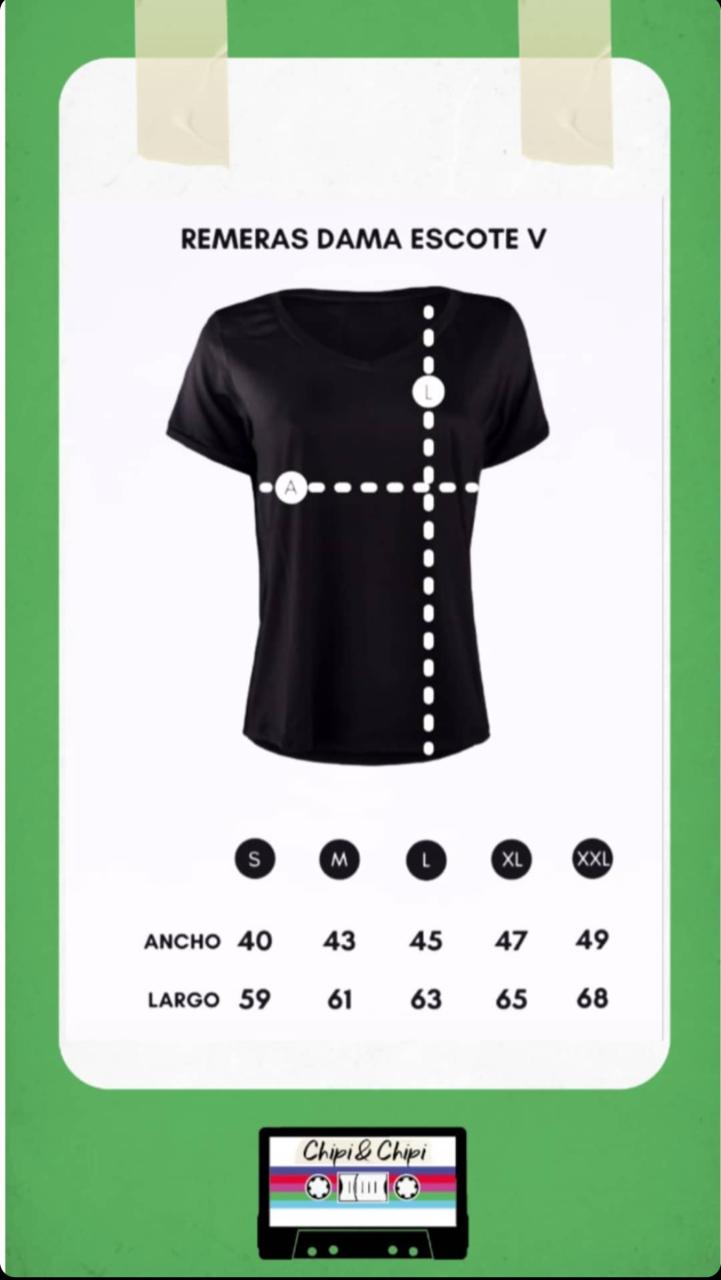 REMERAS DAMA ESCOTE V
L
A
S M L XL XXL
ANCHO 40 43 45 47 49
LARGO 59 61 63 65 68
Chipi & Chipi